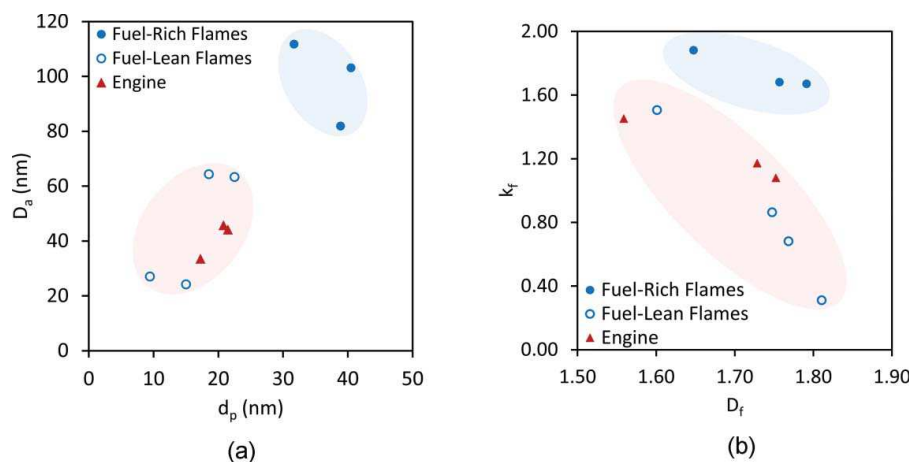 (a)
120
100
80
60
40
20
0
Fuel-Rich Flames
Fuel-Lean Flames
Engine
Dₐ (nm)
0 10 20 30 40 50
dₚ (nm)
(a)
(b)
2.00
1.60
1.20
0.80
0.40
0.00
k_f
Fuel-Rich Flames
Fuel-Lean Flames
Engine
1.50 1.60 1.70 1.80 1.90
D_f
(b)